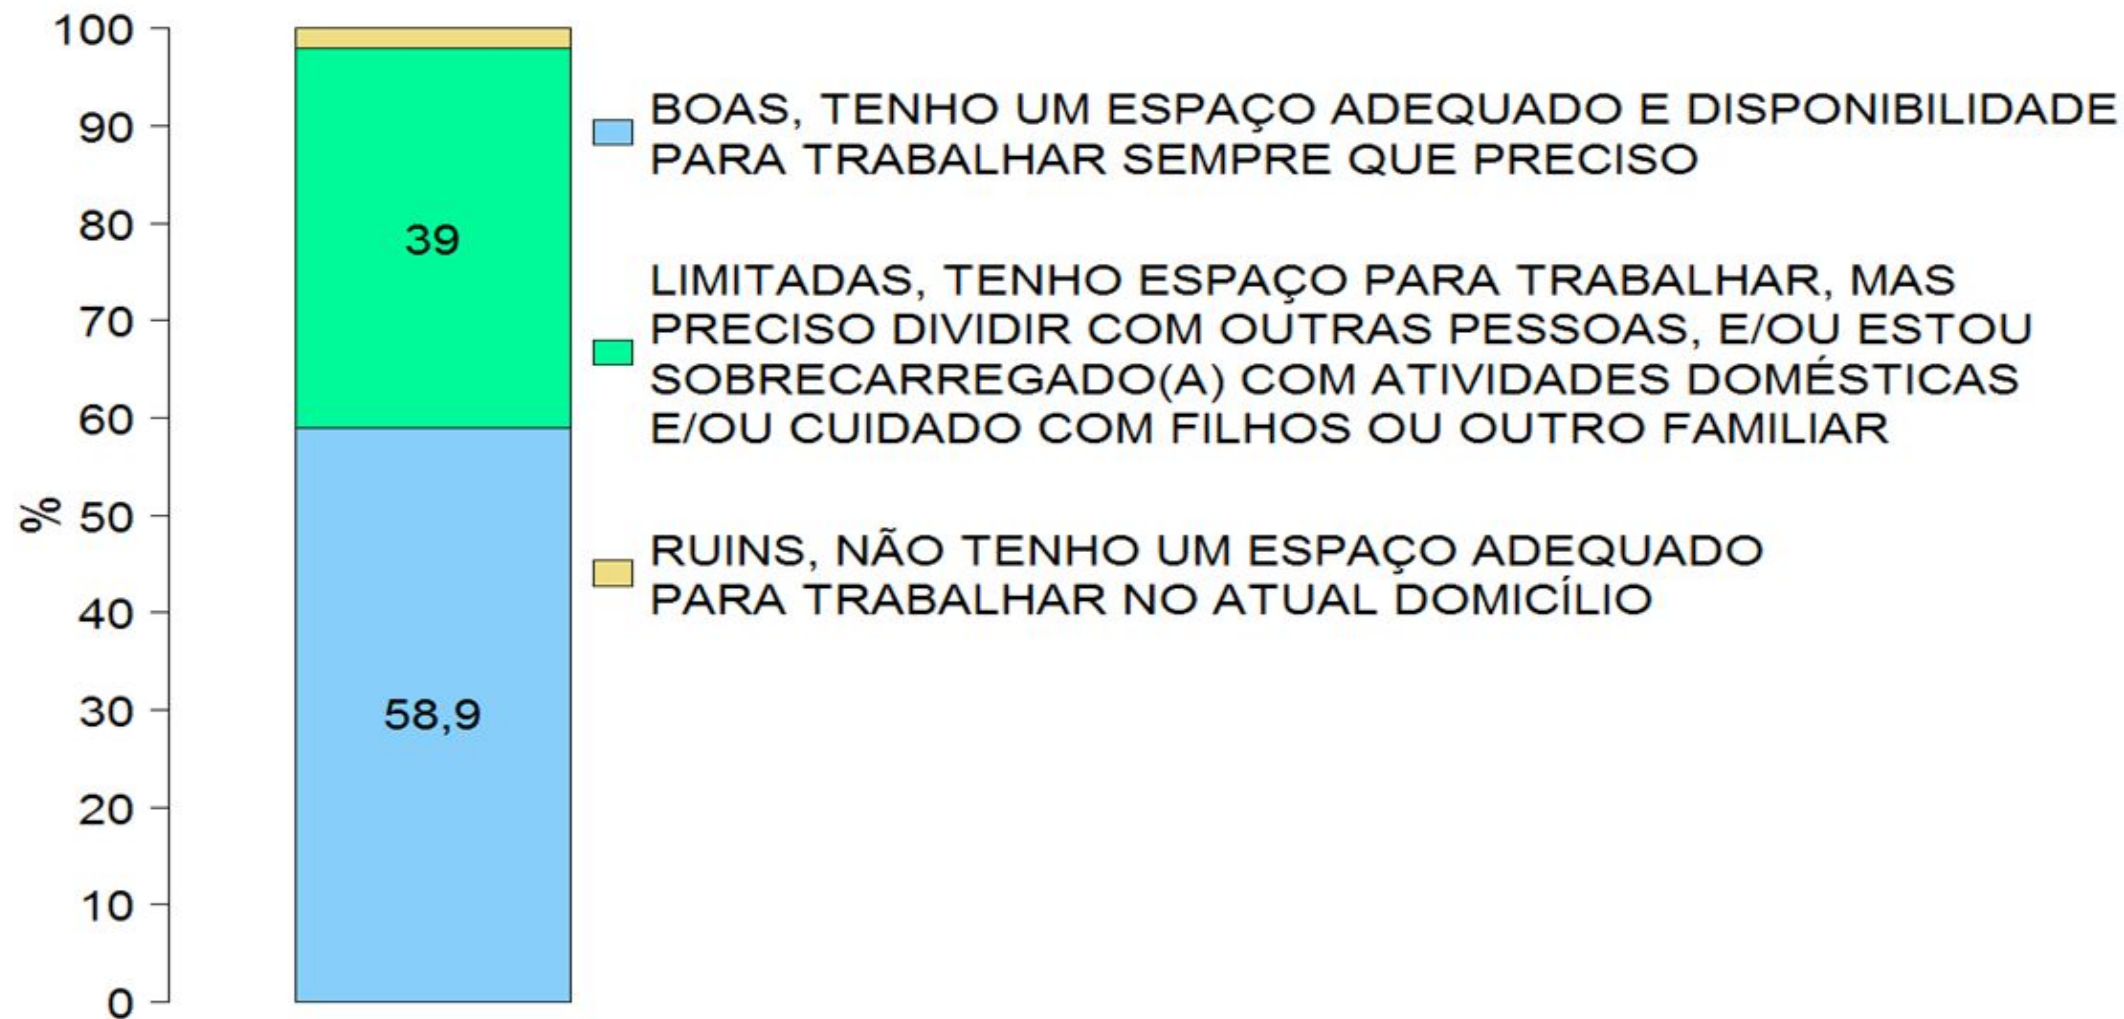 %
100
90
80
70
60
50
40
30
20
10
0
39
58,9
BOAS, TENHO UM ESPAÇO ADEQUADO E DISPONIBILIDADE
PARA TRABALHAR SEMPRE QUE PRECISO
LIMITADAS, TENHO ESPAÇO PARA TRABALHAR, MAS
PRECISO DIVIDIR COM OUTRAS PESSOAS, E/OU ESTOU
SOBRECARREGADO(A) COM ATIVIDADES DOMÉSTICAS
E/OU CUIDADO COM FILHOS OU OUTRO FAMILIAR
RUINS, NÃO TENHO UM ESPAÇO ADEQUADO
PARA TRABALHAR NO ATUAL DOMICÍLIO